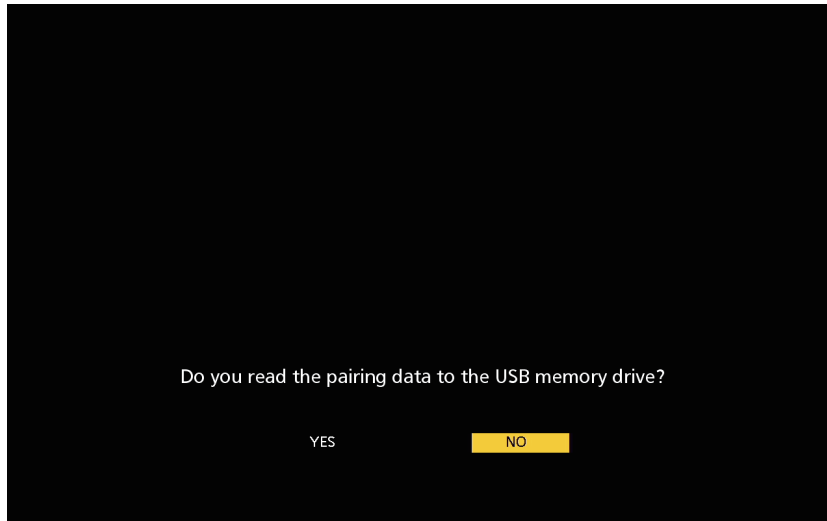 Do you read the pairing data to the USB memory drive?
YES NO